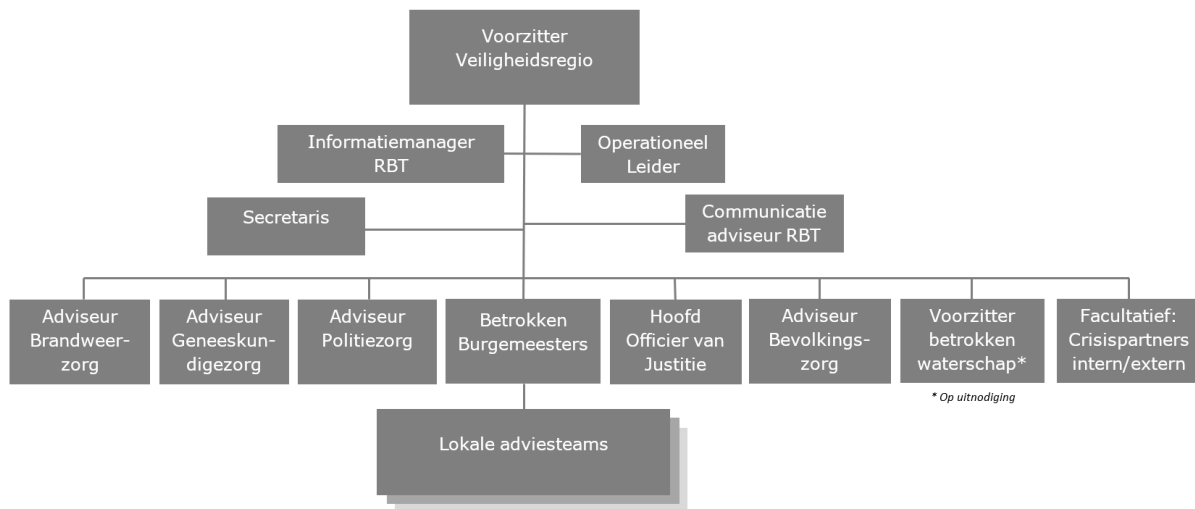 Voorzitter
Veiligheidsregio
Informatiemanager
RBT
Operationeel
Leider
Secretaris
Communicatie
adviseur RBT
Adviseur
Brandweer-
zorg
Adviseur
Geneeskun-
digezorg
Adviseur
Politiezorg
Betrokken
Burgemeesters
Hoofd
Officier van
Justitie
Adviseur
Bevolkings-
zorg
Voorzitter
betrokken
waterschap*
Facultatief:
Crisispartners
intern/extern
* Op uitnodiging
Lokale adviesteams